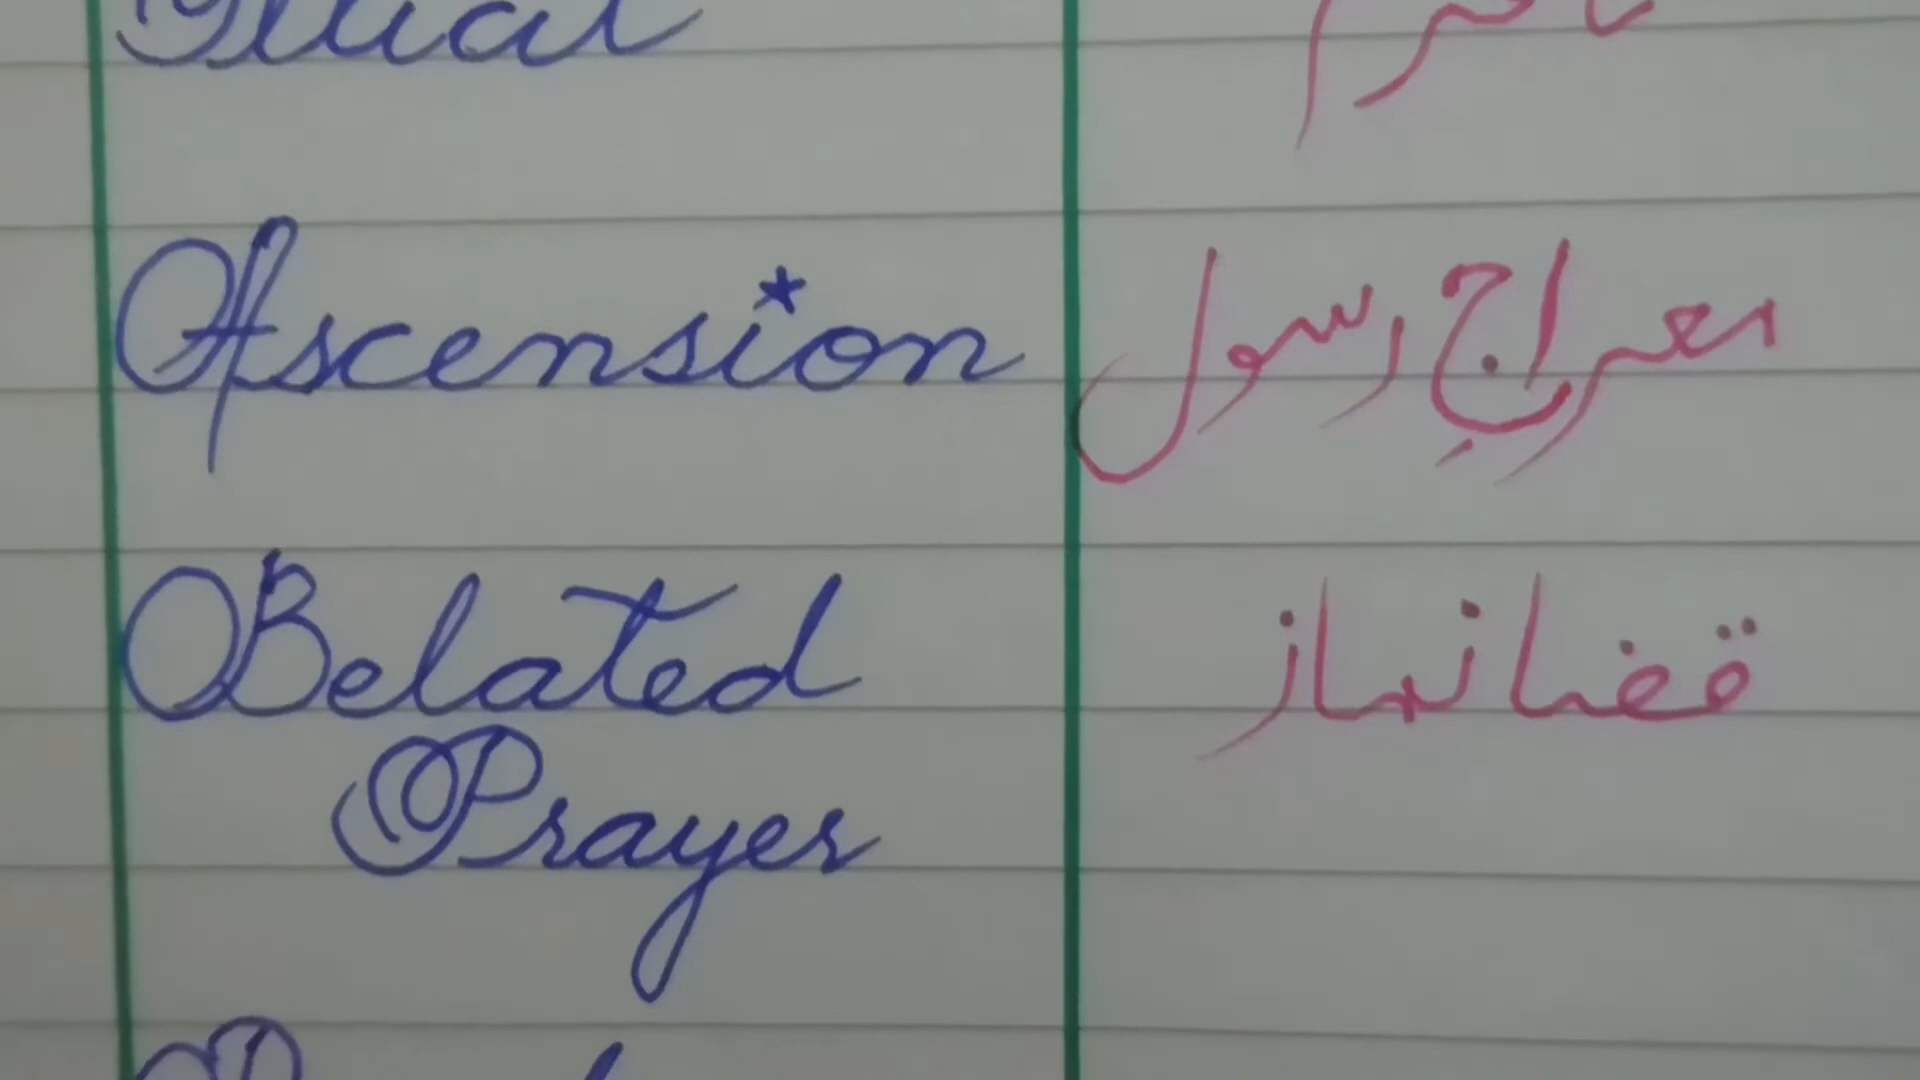 Ascension معراج رسول
Belated قضا نماز
Prayer